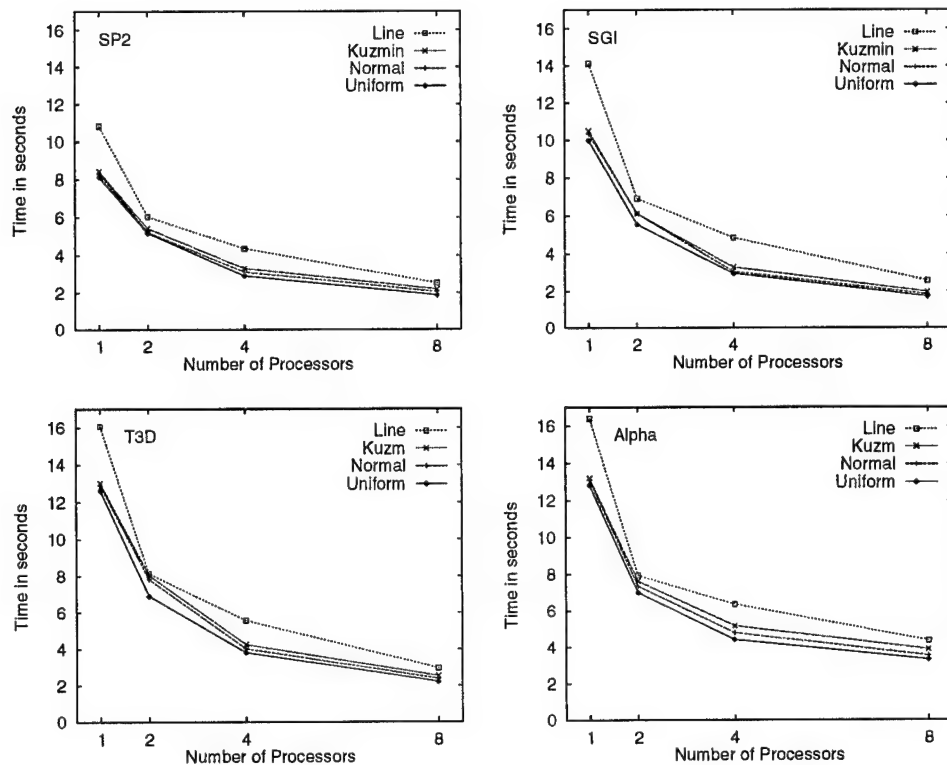 SP2
Line
Kuzmin
Normal
Uniform
Time in seconds
16
14
12
10
8
6
4
2
0
1 2 4 8
Number of Processors
SGI
Line
Kuzmin
Normal
Uniform
Time in seconds
16
14
12
10
8
6
4
2
0
1 2 4 8
Number of Processors
T3D
Line
Kuzm
Normal
Uniform
Time in seconds
16
14
12
10
8
6
4
2
0
1 2 4 8
Number of Processors
Alpha
Line
Kuzm
Normal
Uniform
Time in seconds
16
14
12
10
8
6
4
2
0
1 2 4 8
Number of Processors